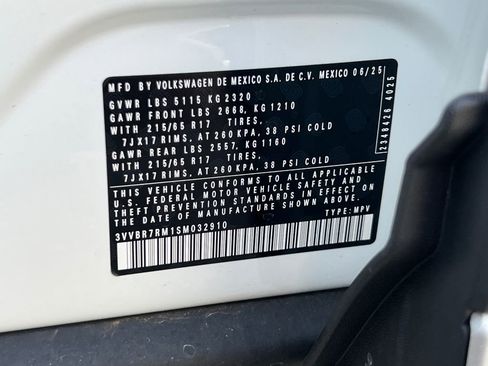 MFD BY VOLKSWAGEN DE MEXICO S.A. DE C.V. MEXICO 06/25
GVWR LBS 5115 KG 2320
GAWR FRONT LBS 2668, KG 1210
WITH 215/65 R17 TIRES,
7JX17 RIMS, AT 260 KPA, 38 PSI COLD
GAWR REAR LBS 2557, KG 1160
WITH 215/65 R17 TIRES,
7JX17 RIMS, AT 260 KPA, 38 PSI COLD
THIS VEHICLE CONFORMS TO ALL APPLICABLE
U.S. FEDERAL MOTOR VEHICLE SAFETY AND
THEFT PREVENTION STANDARDS IN EFFECT ON
THE DATE OF MANUFACTURE SHOWN ABOVE.
3VVBR7RM1SM032910
TYPE: MPV
2348426 4025